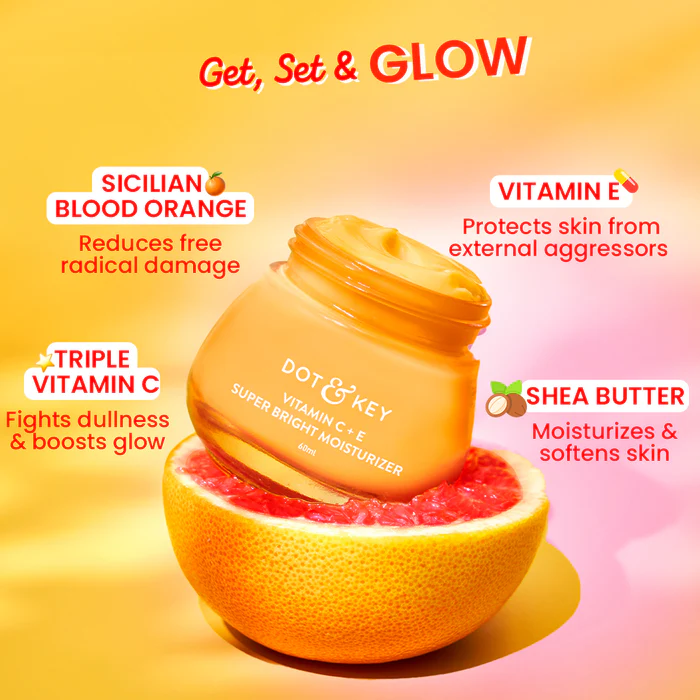 Get, Set & GLOW
SICILIAN
BLOOD ORANGE
Reduces free
radical damage
VITAMIN E
Protects skin from
external aggressors
TRIPLE
VITAMIN C
Fights dullness
& boosts glow
DOT & KEY
VITAMIN C + E
SUPER BRIGHT MOISTURIZER
60ml
SHEA BUTTER
Moisturizes &
softens skin